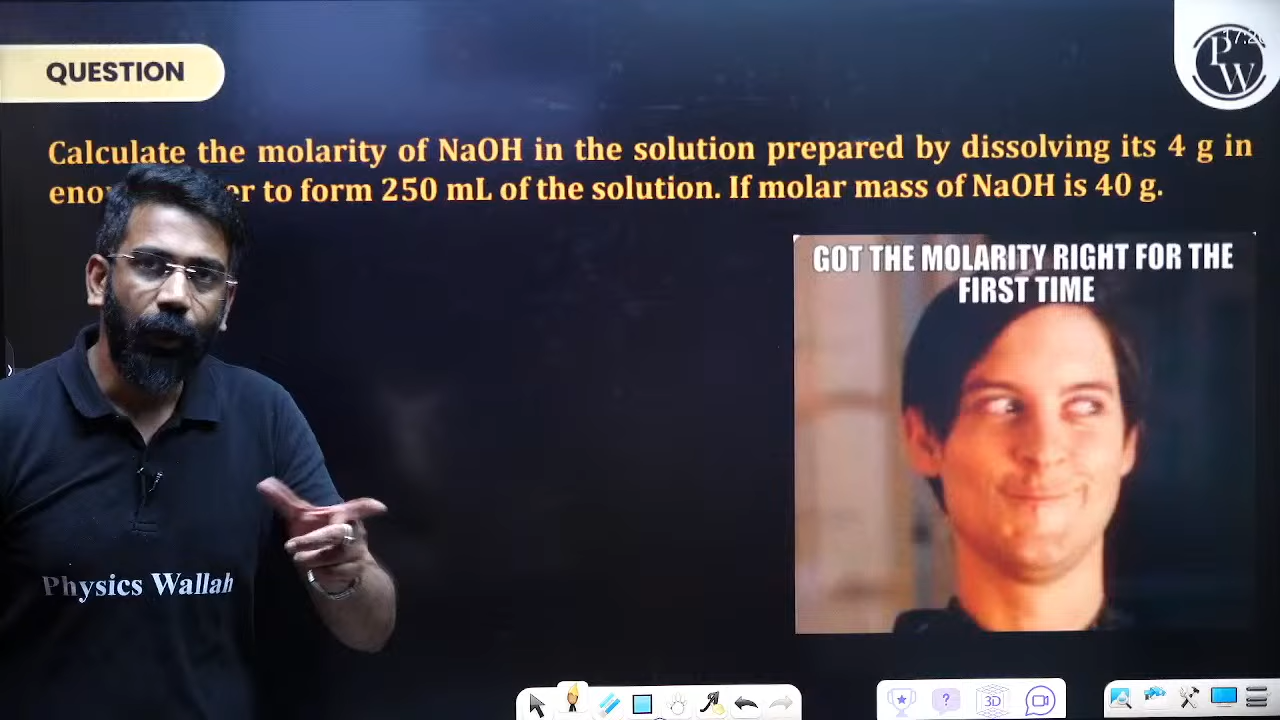 QUESTION
PW
Calculate the molarity of NaOH in the solution prepared by dissolving its 4 g in
to form 250 mL of the solution. If molar mass of NaOH is 40 g.
GOT THE MOLARITY RIGHT FOR THE
FIRST TIME
Physics Wallah
?
3D